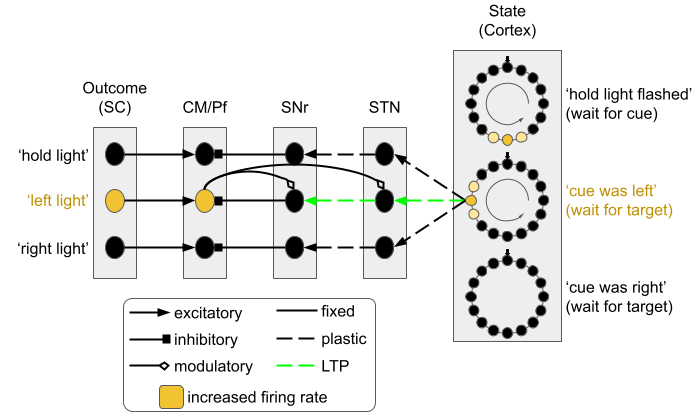 State
(Cortex)
Outcome
(SC)
CM/Pf
SNr
STN
'hold light flashed'
(wait for cue)
'hold light'
'left light'
'cue was left'
(wait for target)
'right light'
'cue was right'
(wait for target)
excitatory
fixed
inhibitory
plastic
modulatory
LTP
increased firing rate